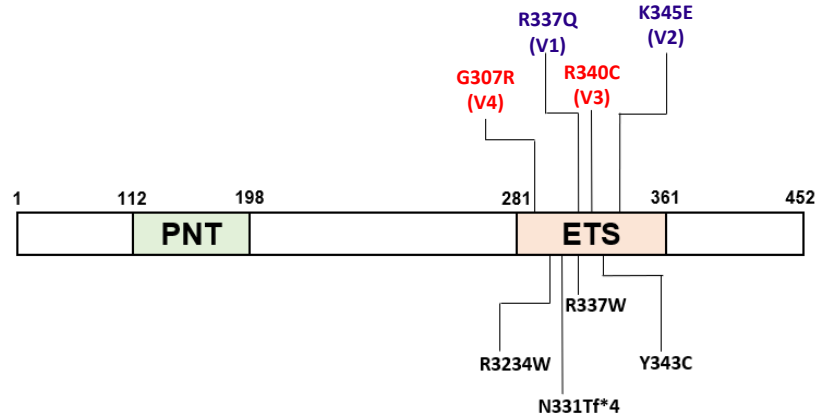 R337Q
(V1)
K345E
(V2)
G307R
(V4)
R340C
(V3)
1
112
198
281
361
452
PNT
ETS
R337W
R3234W
Y343C
N331Tf*4